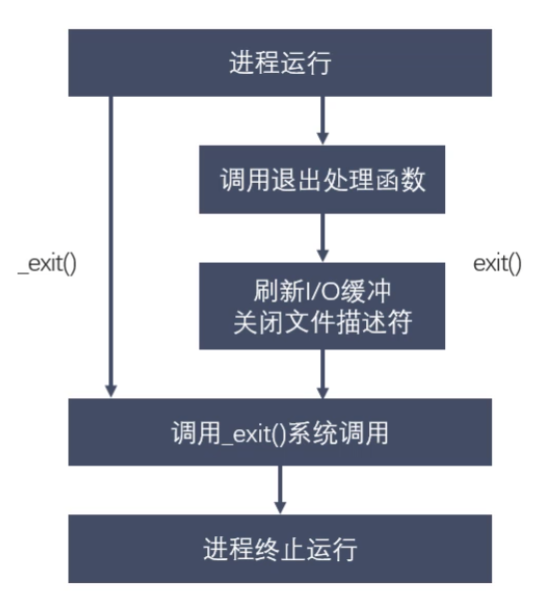 进程运行
调用退出处理函数
_exit()
exit()
刷新I/O缓冲
关闭文件描述符
调用_exit()系统调用
进程终止运行